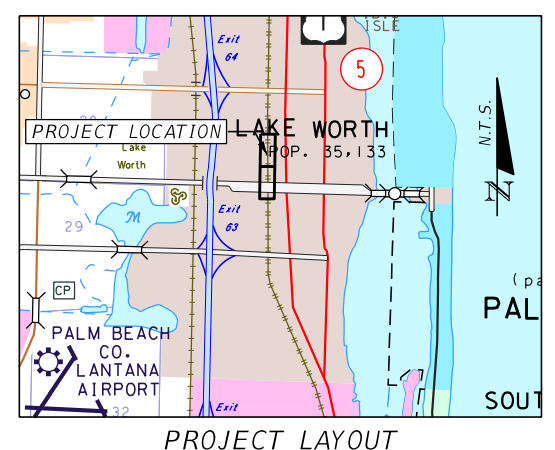 ISLE
1
Exit
64
5
N.T.S.
N
PROJECT LOCATION
LAKE WORTH
POP. 35,133
Lake
Worth
M
Exit
63
29
CP
(pa
PAL
PALM BEACH
CO.
LANTANA
AIRPORT
32
Exit
SOUT
PROJECT LAYOUT